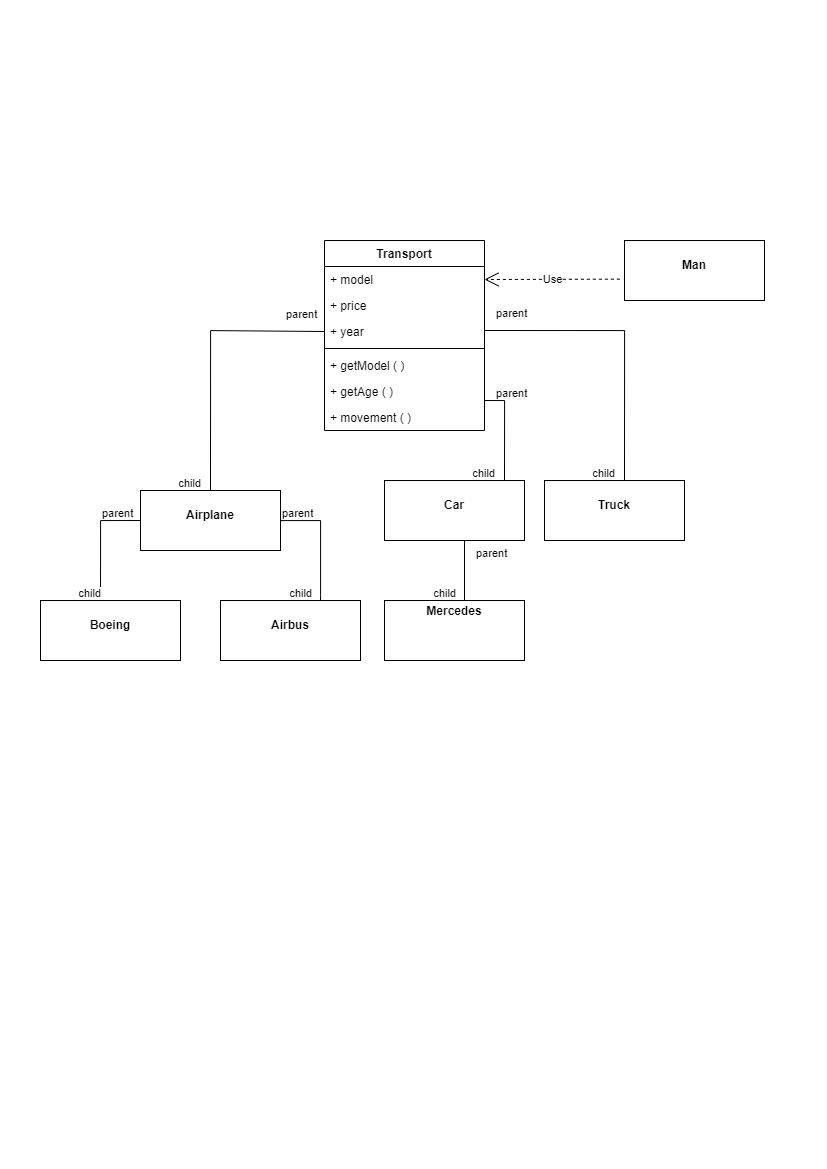 Transport
Man
+ model
Use
+ price
parent
parent
+ year
+ getModel ( )
+ getAge ( )
parent
+ movement ( )
child
child
child
Airplane
Car
Truck
parent
parent
parent
child
child
child
Boeing
Airbus
Mercedes